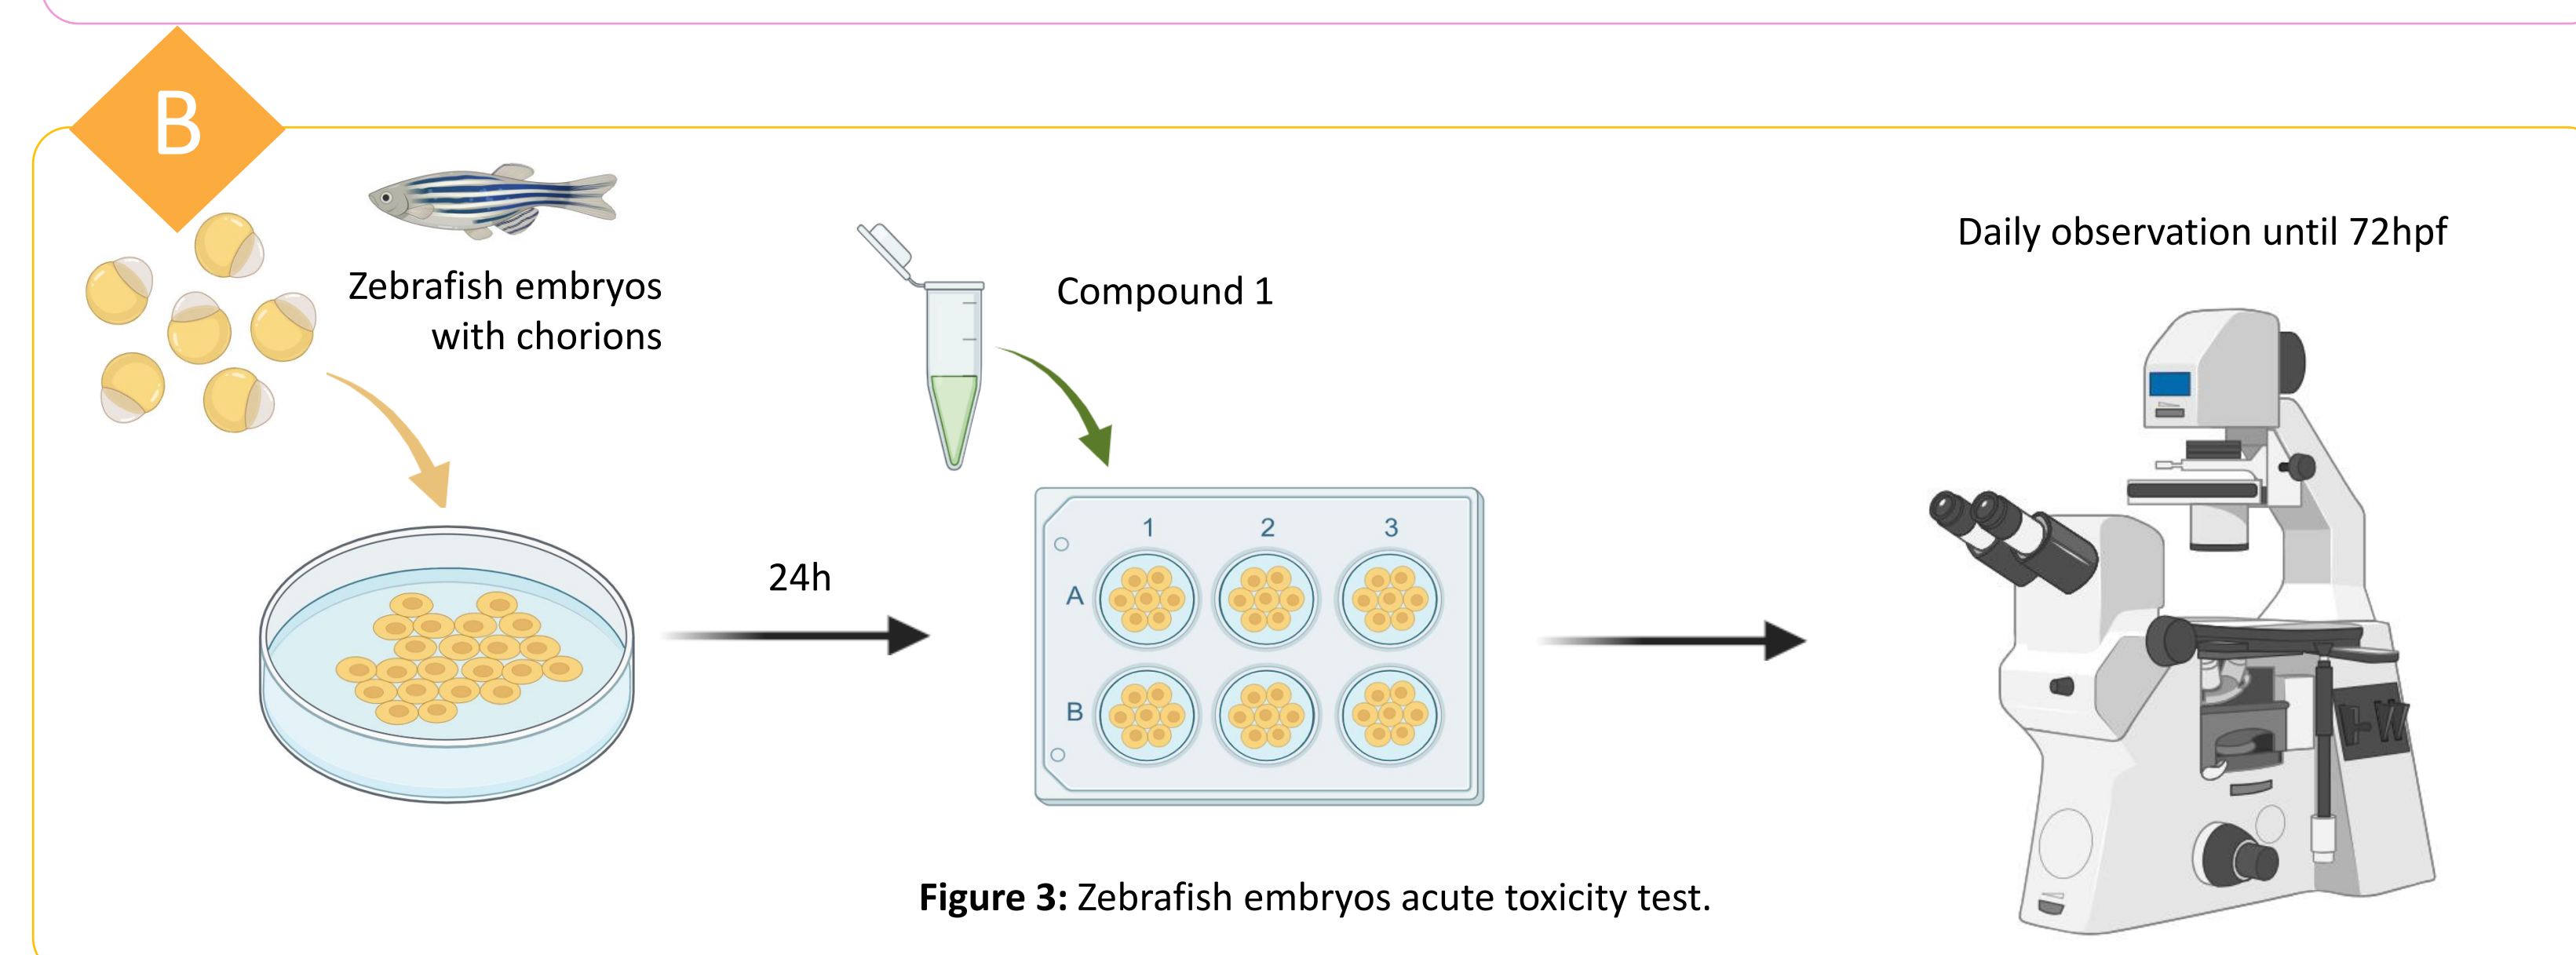 B
Zebrafish embryos
with chorions
Compound 1
Daily observation until 72hpf
24h
1 2 3
A
B
Figure 3: Zebrafish embryos acute toxicity test.